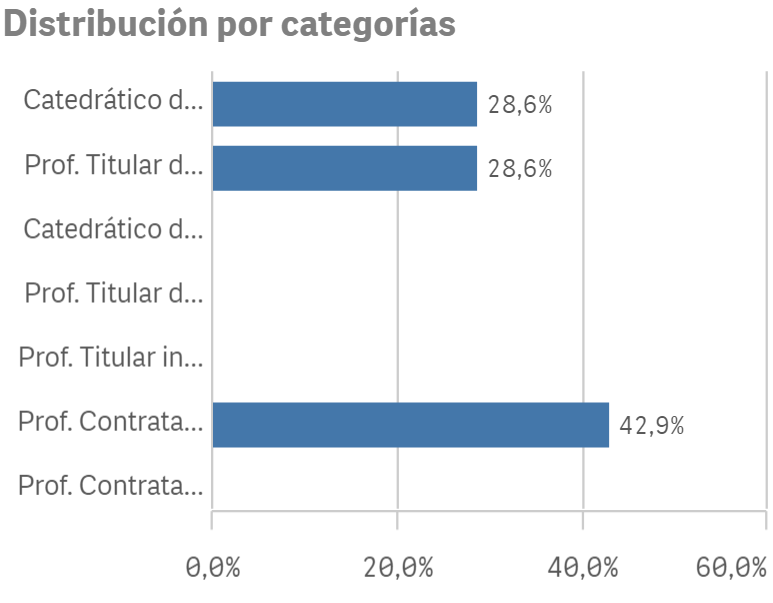 Distribución por categorías
Catedrático d... 28,6%
Prof. Titular d... 28,6%
Catedrático d...
Prof. Titular d...
Prof. Titular in...
Prof. Contrata... 42,9%
Prof. Contrata...
0,0% 20,0% 40,0% 60,0%